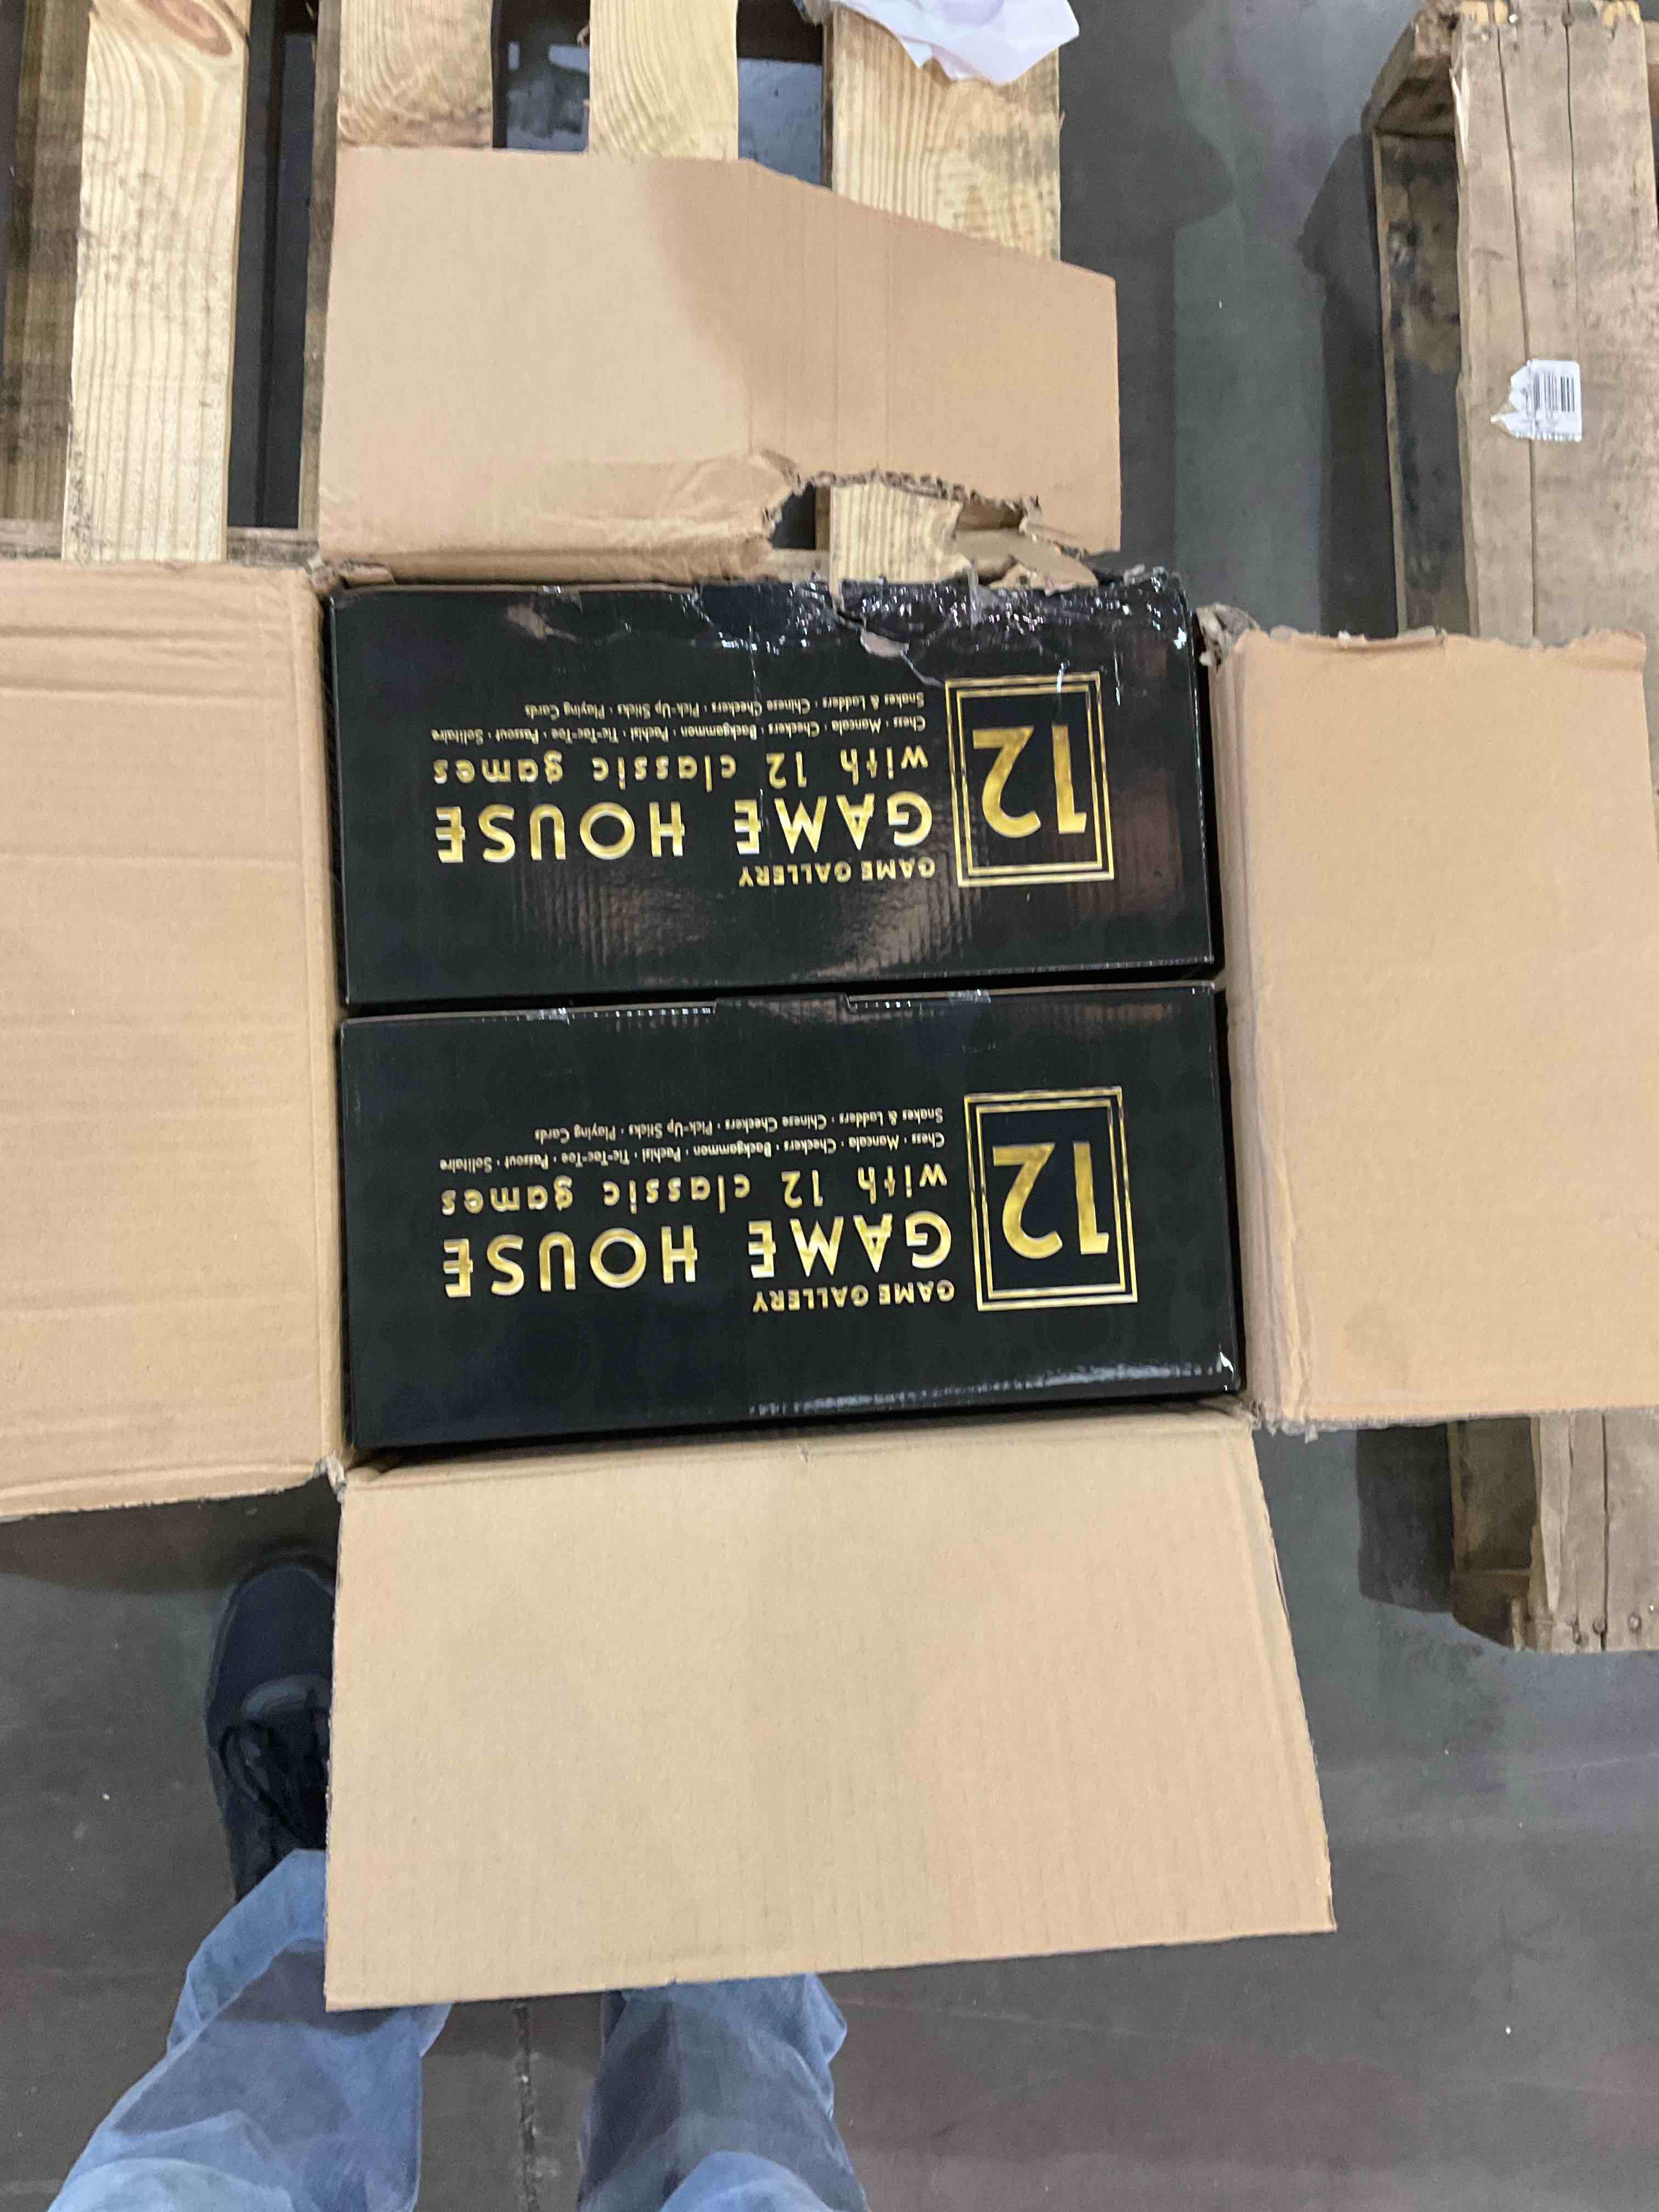 12
GAME GALLERY
GAME HOUSE
with 12 classic games
Chess · Mancala · Checkers · Backgammon · Pachisi · Tic-Tac-Toe · Passout · Solitaire
Snakes & Ladders · Chinese Checkers · Pick-Up Sticks · Playing Cards
12
GAME GALLERY
GAME HOUSE
with 12 classic games
Chess · Mancala · Checkers · Backgammon · Pachisi · Tic-Tac-Toe · Passout · Solitaire
Snakes & Ladders · Chinese Checkers · Pick-Up Sticks · Playing Cards